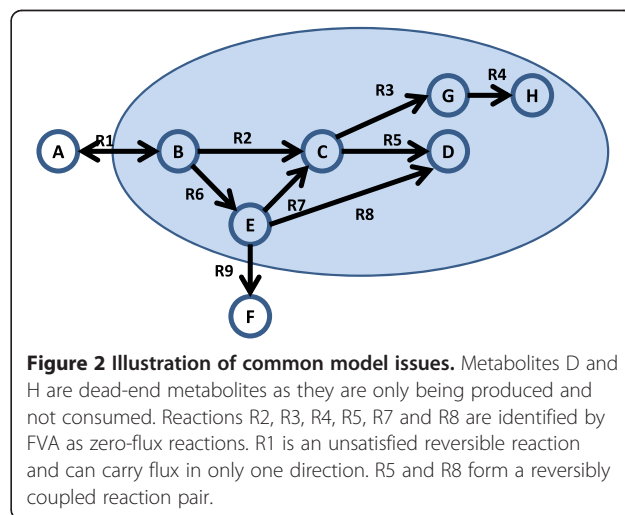 R3
R4
G
H
A
R1
B
R2
C
R5
D
R6
R7
R8
E
R9
F
Figure 2 Illustration of common model issues. Metabolites D and
H are dead-end metabolites as they are only being produced and
not consumed. Reactions R2, R3, R4, R5, R7 and R8 are identified by
FVA as zero-flux reactions. R1 is an unsatisfied reversible reaction
and can carry flux in only one direction. R5 and R8 form a reversibly
coupled reaction pair.